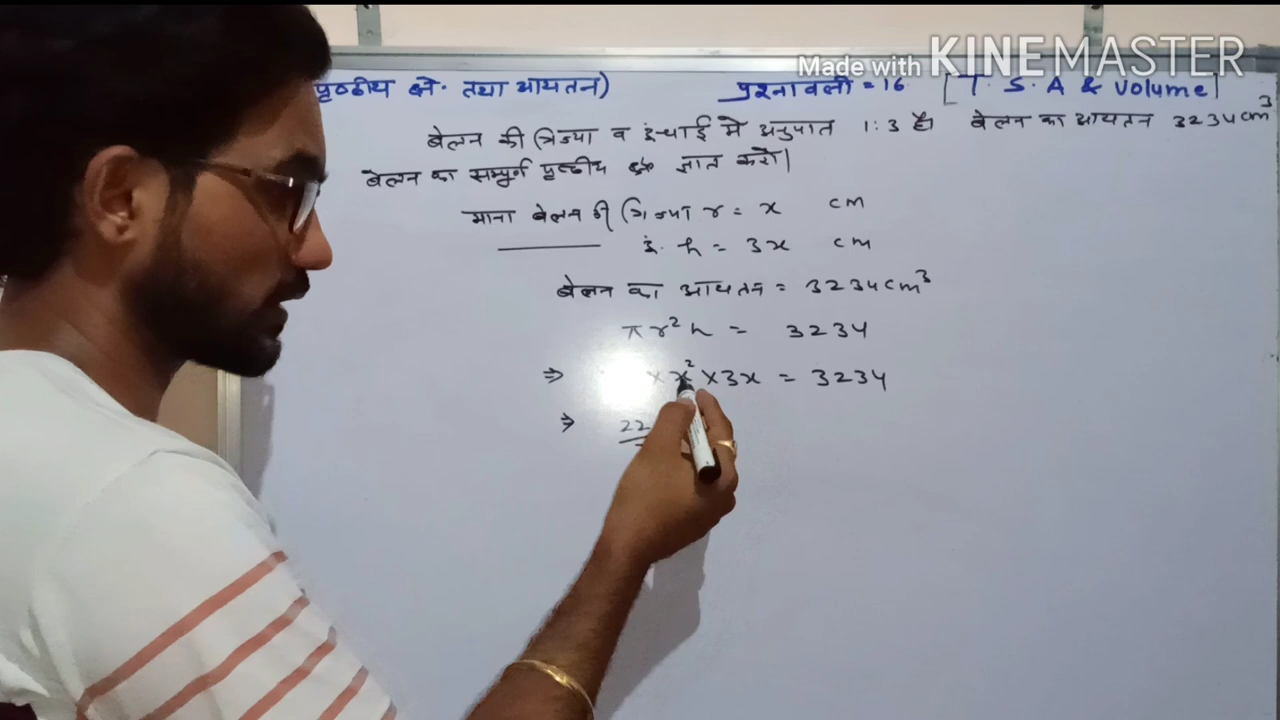 Made with KINEMASTER
पृष्ठीय क्षे॰ तथा आयतन) प्रश्नावली = 16 [T. S. A & Volume]
बेलन की त्रिज्या व ऊंचाई मे अनुपात 1:3 है। बेलन का आयतन 3234 cm³
बेलन का सम्पूर्ण पृष्ठीय क्षे॰ ज्ञात करो।
माना बेलन की त्रिज्या r = x cm
ऊं. h = 3x cm
बेलन का आयतन = 3234 cm³
πr²h = 3234
⇒ × x² × 3x = 3234
⇒ 22